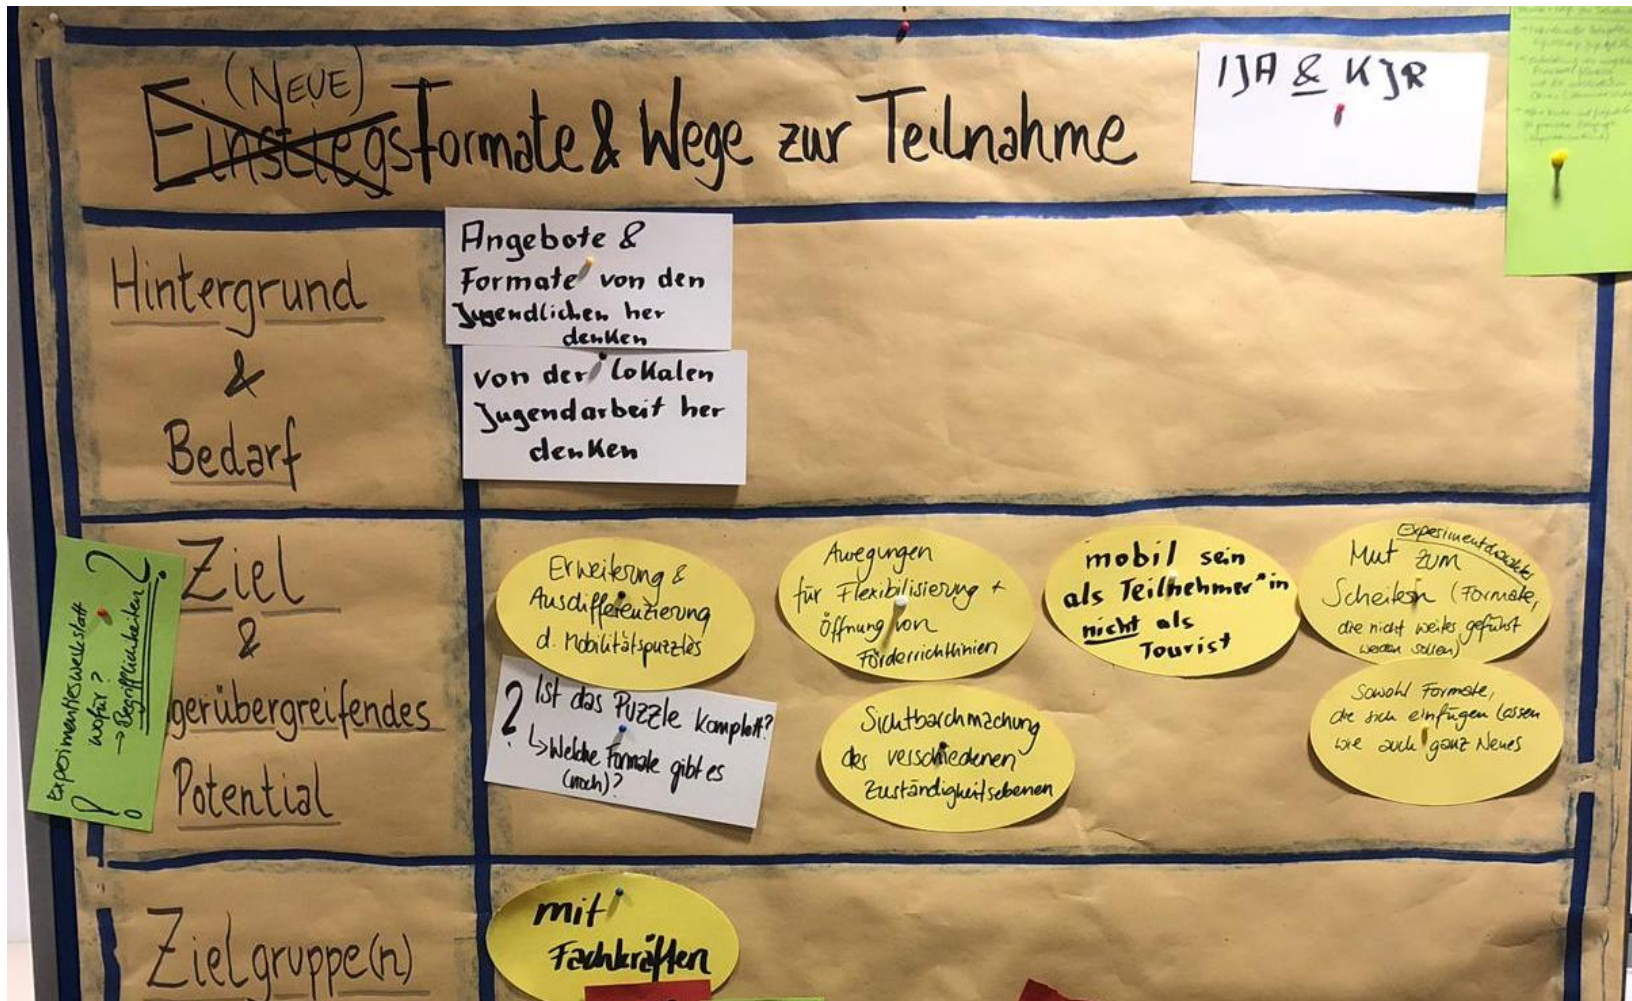 (NEUE)
Einstiegsformate & Wege zur Teilnahme
IJA & KJR
Hintergrund
&
Bedarf
Angebote &
Formate von den
Jugendlichen her
denken
von der lokalen
Jugendarbeit her
denken
Ziel
&
gerübergreifendes
Potential
Experimentierwerkstatt
wofür?
→ Begrifflichkeiten
Erweiterung &
Ausdifferenzierung
d. Mobilitätspuzzles
? Ist das Puzzle komplett?
↳ Welche Formate gibt es
(noch)?
Anregungen
für Flexibilisierung +
Öffnung von
Förderrichtlinien
Sichtbarchmachung
der verschiedenen
Zuständigkeitsebenen
mobil sein
als Teilnehmer*in
nicht als
Tourist
Mut zum
Scheitern (Formate,
die nicht weiter geführt
werden sollen)
Sowohl Formate,
die sich einfügen lassen
wie auch ganz Neues
Zielgruppe(n)
mit
Fachkräften